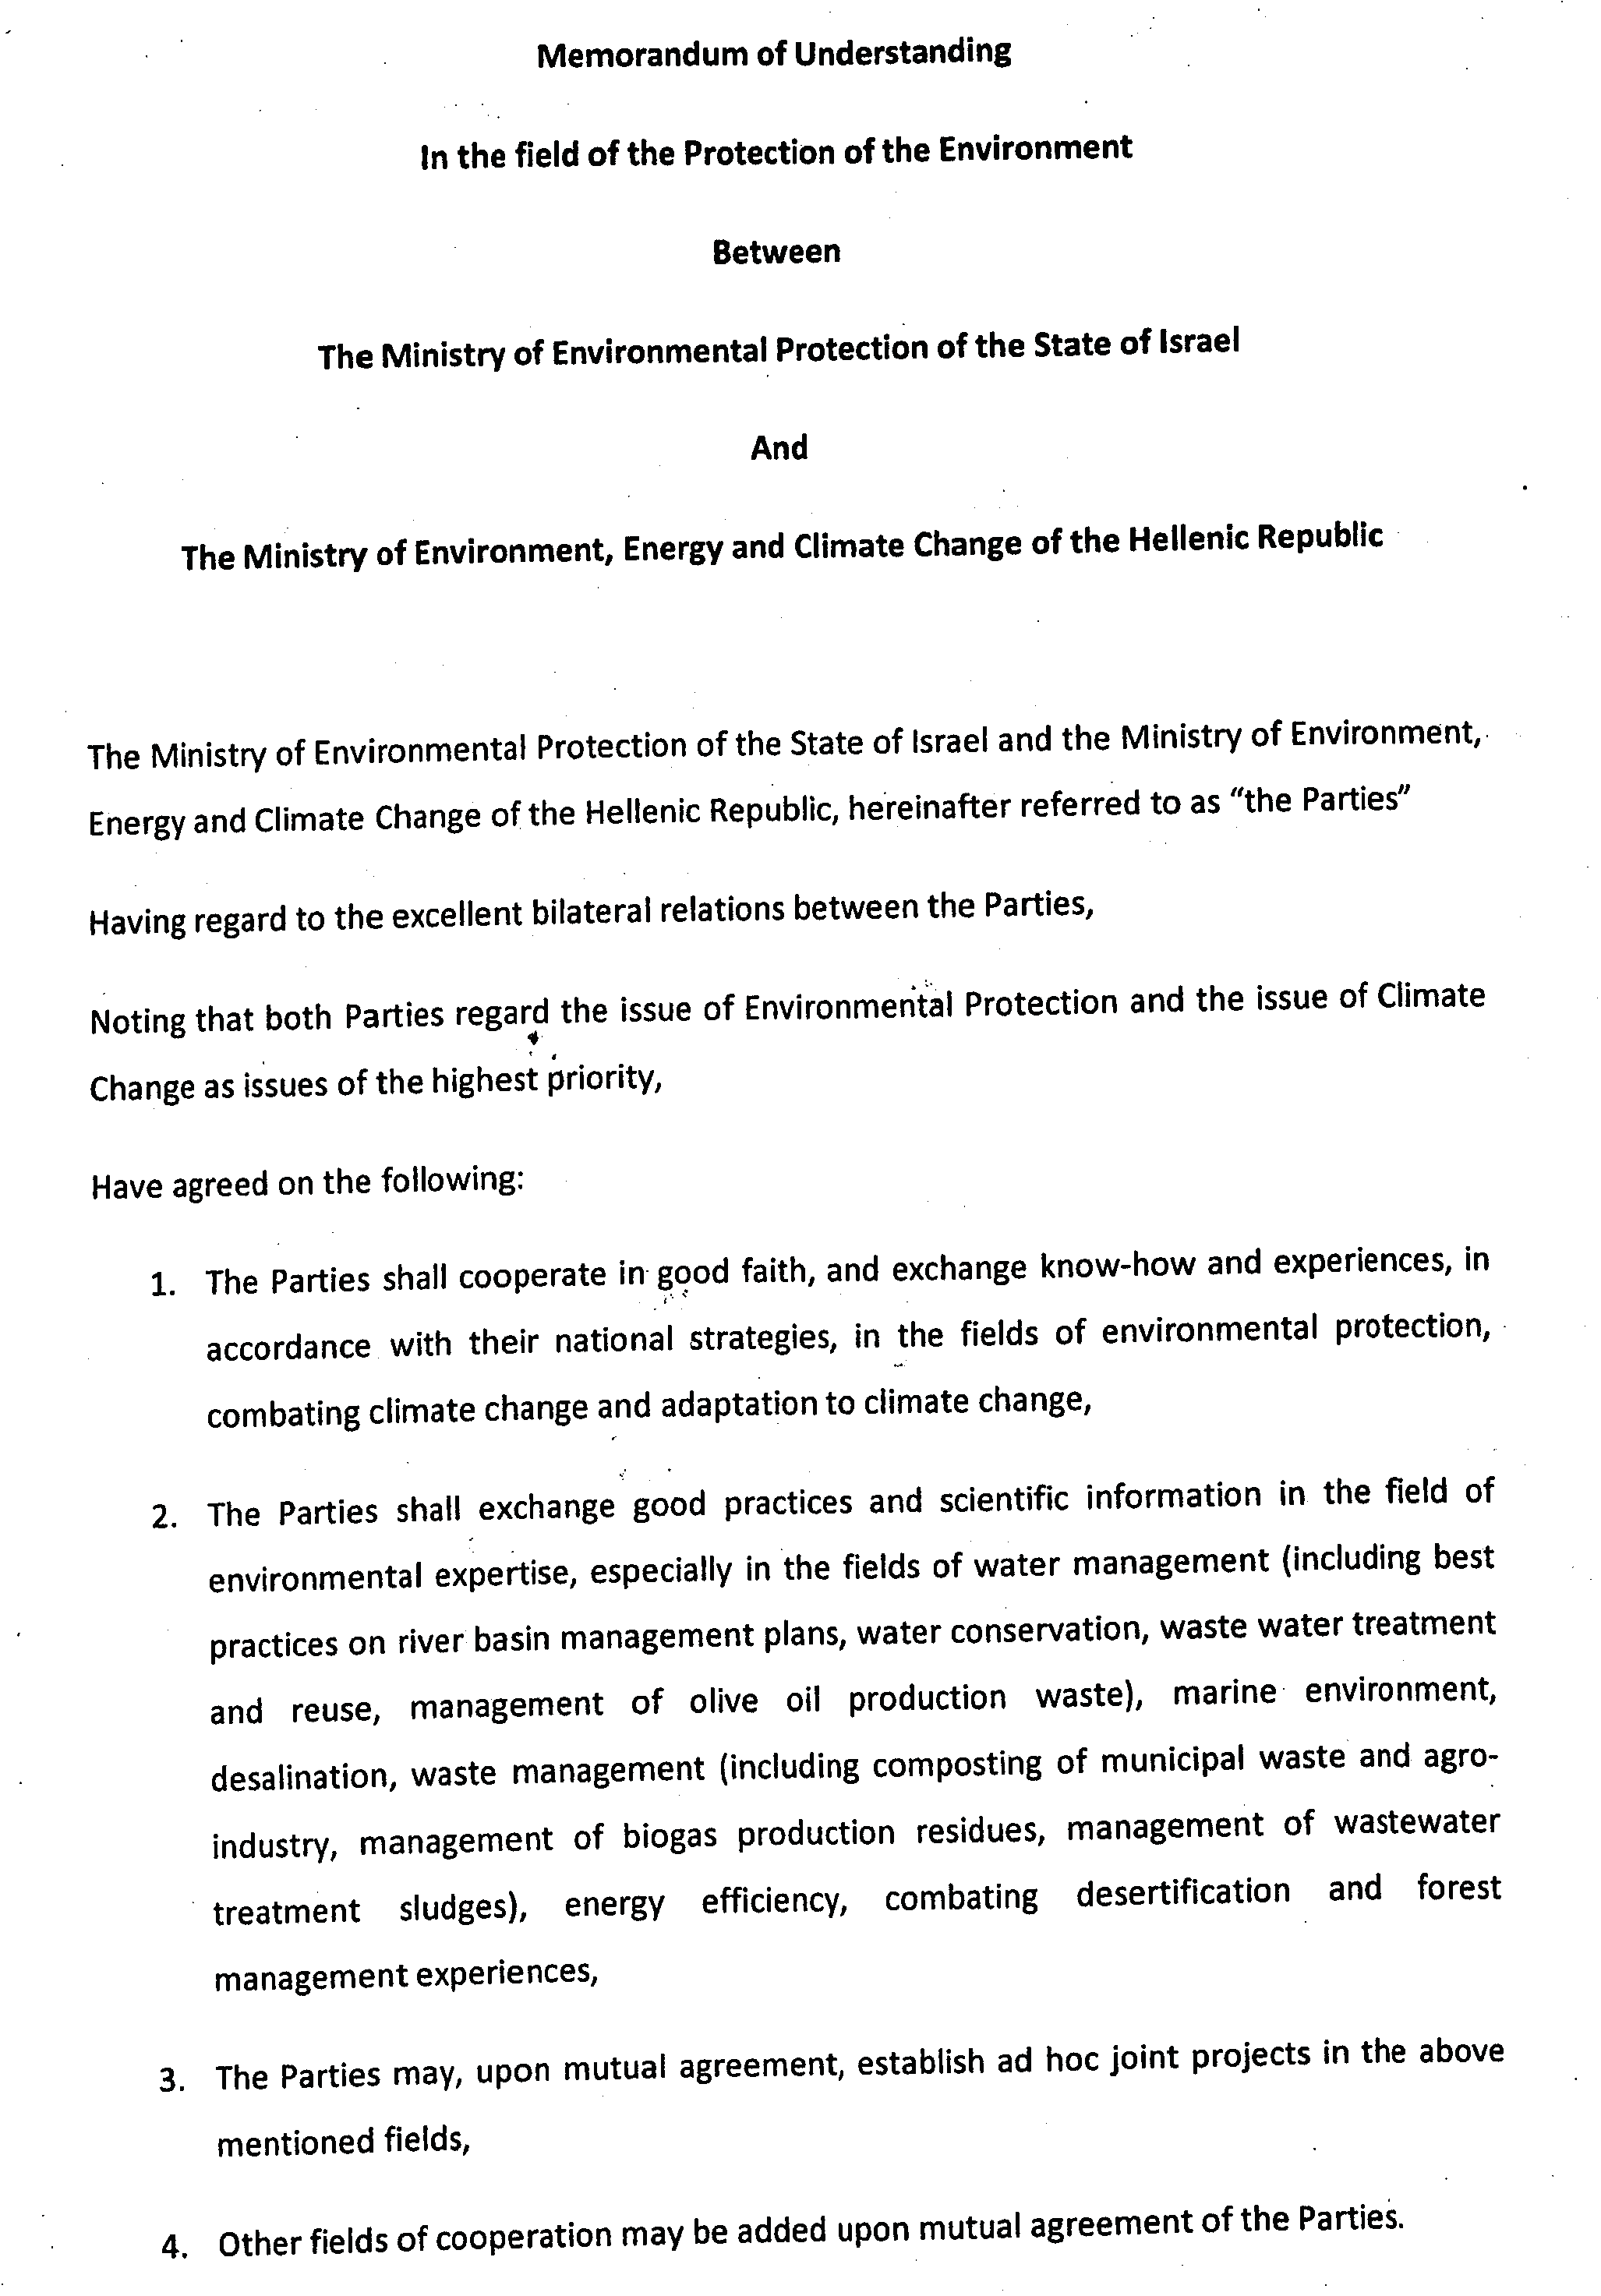 Memorandum of Understanding
In the field of the Protection of the Environment
Between
The Ministry of Environmental Protection of the State of Israel
And
The Ministry of Environment, Energy and Climate Change of the Hellenic Republic
The Ministry of Environmental Protection of the State of Israel and the Ministry of Environment,
Energy and Climate Change of the Hellenic Republic, hereinafter referred to as “the Parties”
Having regard to the excellent bilateral relations between the Parties,
Noting that both Parties regard the issue of Environmental Protection and the issue of Climate
Change as issues of the highest priority,
Have agreed on the following:
1. The Parties shall cooperate in good faith, and exchange know-how and experiences, in
accordance with their national strategies, in the fields of environmental protection,
combating climate change and adaptation to climate change,
2. The Parties shall exchange good practices and scientific information in the field of
environmental expertise, especially in the fields of water management (including best
practices on river basin management plans, water conservation, waste water treatment
and reuse, management of olive oil production waste), marine environment,
desalination, waste management (including composting of municipal waste and agro-
industry, management of biogas production residues, management of wastewater
treatment sludges), energy efficiency, combating desertification and forest
management experiences,
3. The Parties may, upon mutual agreement, establish ad hoc joint projects in the above
mentioned fields,
4. Other fields of cooperation may be added upon mutual agreement of the Parties.